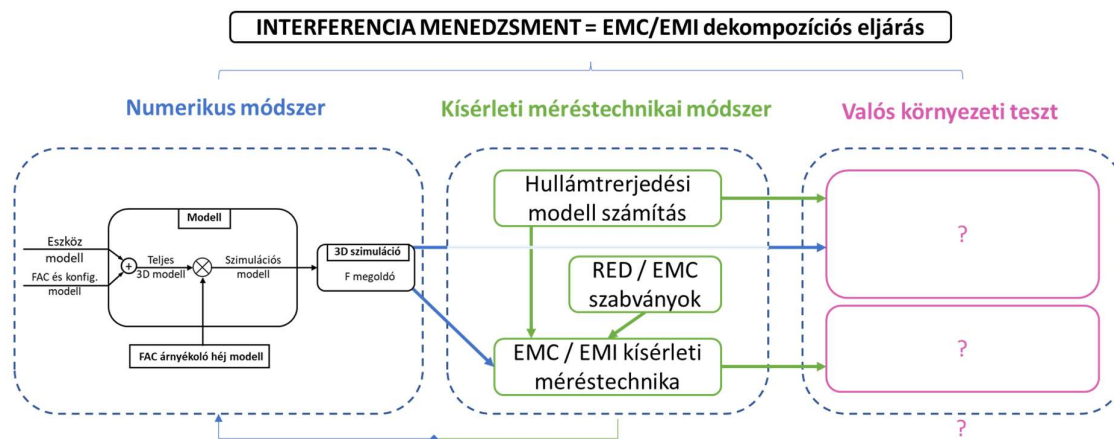 INTERFERENCIA MENEDZSMENT = EMC/EMI dekompozíciós eljárás
Numerikus módszer
Kísérleti méréstechnikai módszer
Valós környezeti teszt
Modell
Eszköz
modell
FAC és konfig.
modell
+
Teljes
3D modell
Szimulációs
modell
3D szimuláció
F megoldó
FAC árnyékoló héj modell
Hullámtrerjedési
modell számítás
RED / EMC
szabványok
EMC / EMI kísérleti
méréstechnika
?
?
?